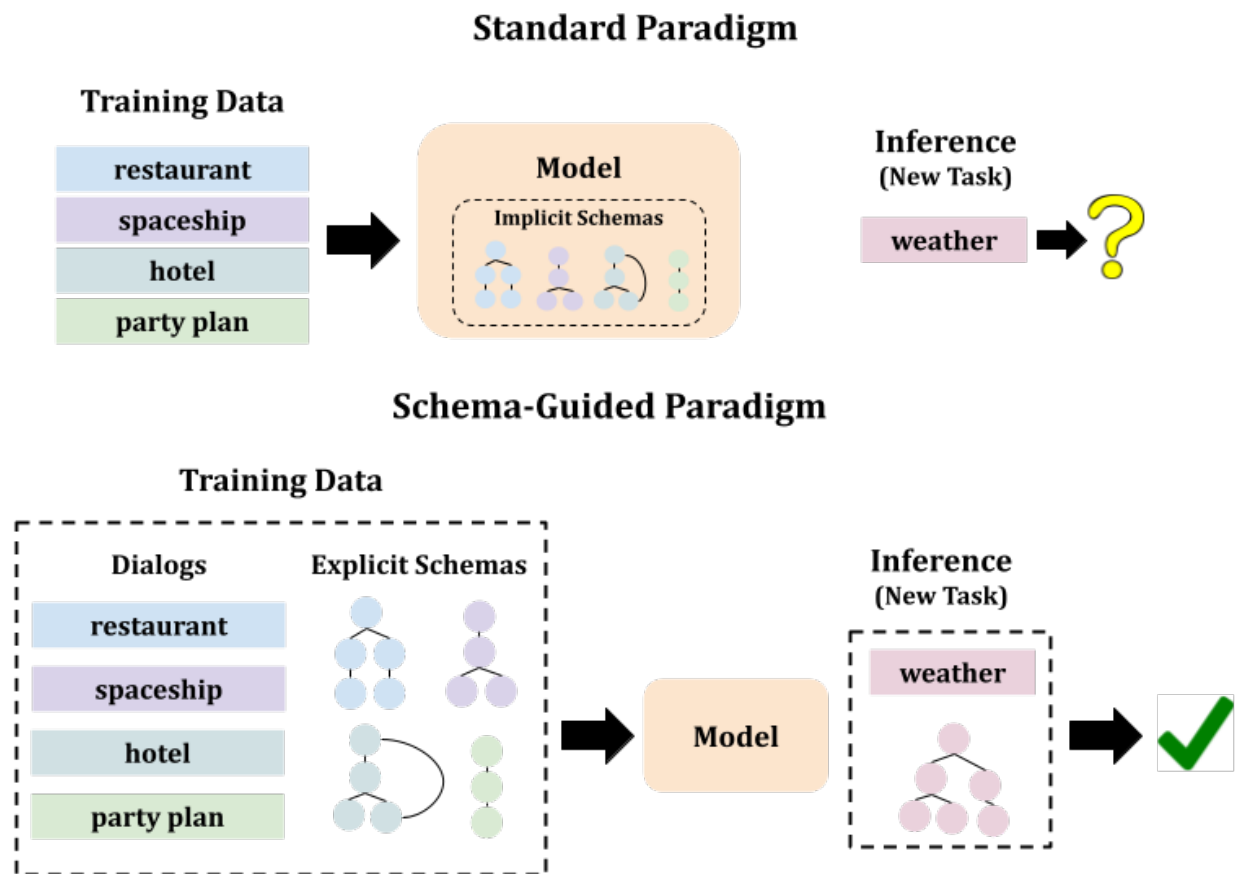 Standard Paradigm
Training Data
restaurant
spaceship
hotel
party plan
Model
Implicit Schemas
Inference
(New Task)
weather
?
Schema-Guided Paradigm
Training Data
Dialogs
Explicit Schemas
restaurant
spaceship
hotel
party plan
Model
Inference
(New Task)
weather